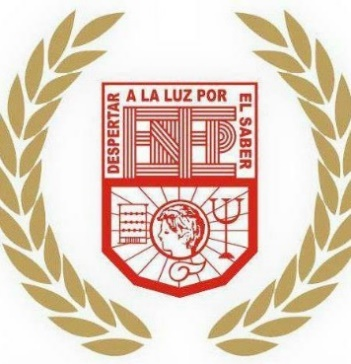 DESPERTAR A LA LUZ POR EL SABER
ENP